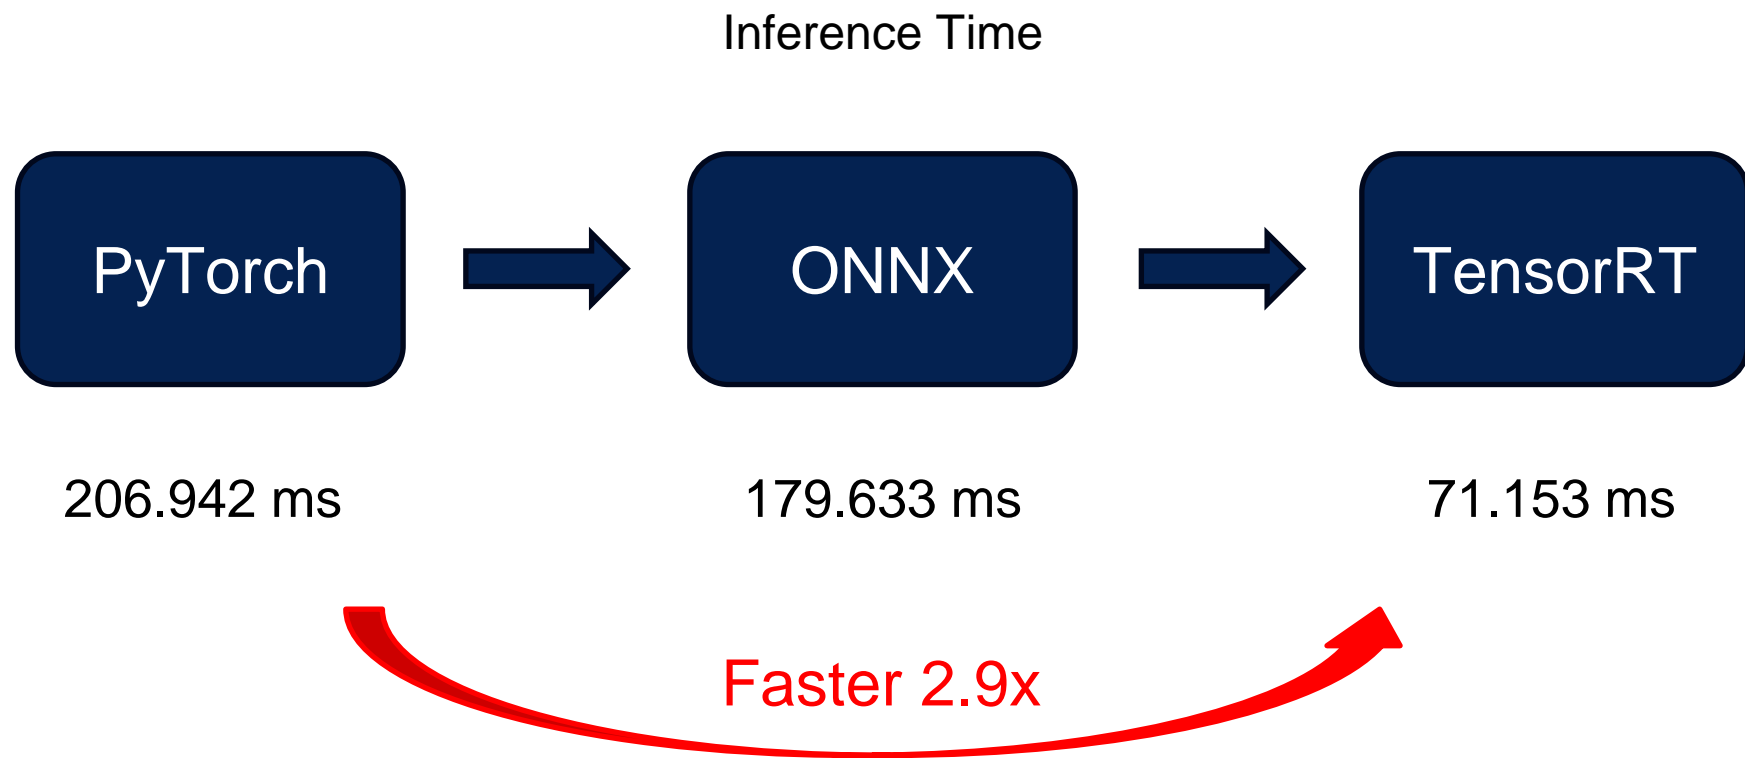 Inference Time
PyTorch
ONNX
TensorRT
206.942 ms
179.633 ms
71.153 ms
Faster 2.9x